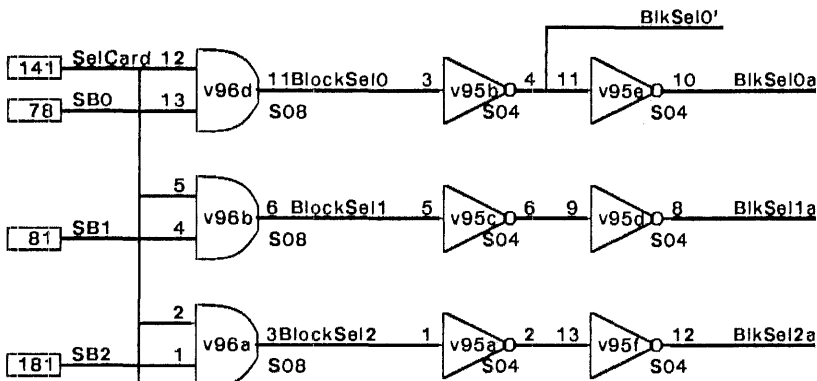 BlkSel0'
141 SelCard 12 v96d 11BlockSel0 3 v95b 4 11 v95e 10 BlkSel0a
78 SB0 13 S08 S04 S04
5
81 SB1 4 v96b 6 BlockSel1 5 v95c 6 9 v95d 8 BlkSel1a
S08 S04 S04
2
181 SB2 1 v96a 3BlockSel2 1 v95a 2 13 v95f 12 BlkSel2a
S08 S04 S04